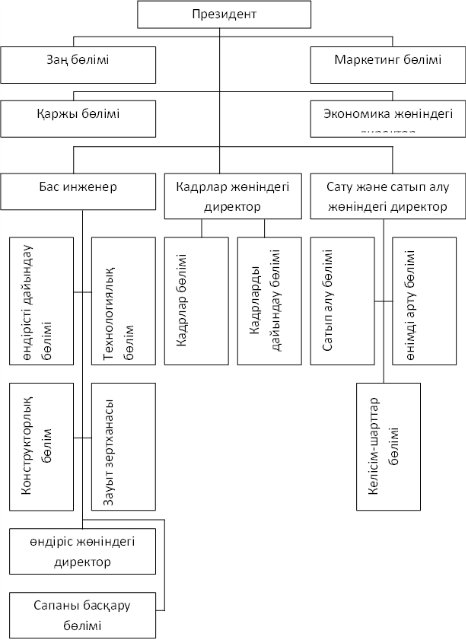 Президент
Заң бөлімі
Маркетинг бөлімі
Қаржы бөлімі
Экономика жөніндегі
директор
Бас инженер
Кадрлар жөніндегі
директор
Сату және сатып алу
жөніндегі директор
өндірісті дайындау
бөлімі
Технологиялық
бөлім
Кадрлар бөлімі
Кадрларды
дайындау бөлімі
Сатып алу бөлімі
өнімді арту бөлімі
Конструкторлық
бөлім
Зауыт зертханасы
Келісім-шарттар
бөлімі
өндіріс жөніндегі
директор
Сапаны басқару
бөлімі